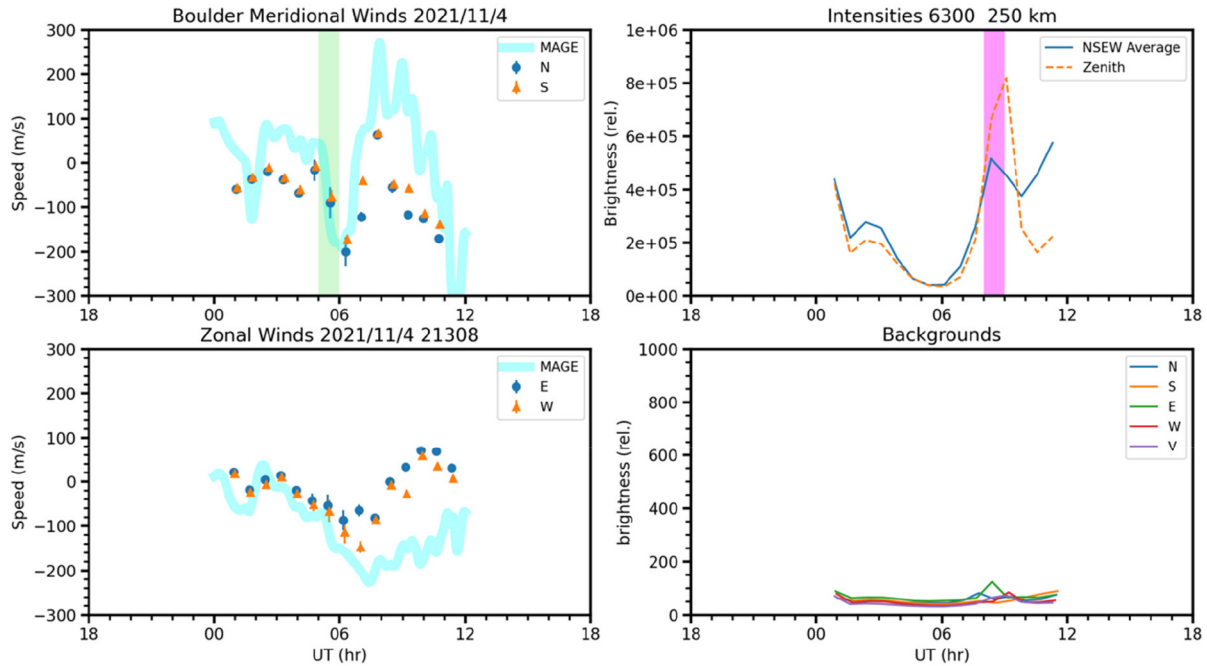 Boulder Meridional Winds 2021/11/4
300
200
100
0
−100
−200
−300
Speed (m/s)
MAGE
N
S
18
00
06
12
18
Intensities 6300 250 km
1e+06
8e+05
6e+05
4e+05
2e+05
0e+00
Brightness (rel.)
NSEW Average
Zenith
18
00
06
12
18
Zonal Winds 2021/11/4 21308
300
200
100
0
−100
−200
−300
Speed (m/s)
MAGE
E
W
18
00
06
12
18
UT (hr)
Backgrounds
1000
800
600
400
200
0
brightness (rel.)
N
S
E
W
V
18
00
06
12
18
UT (hr)